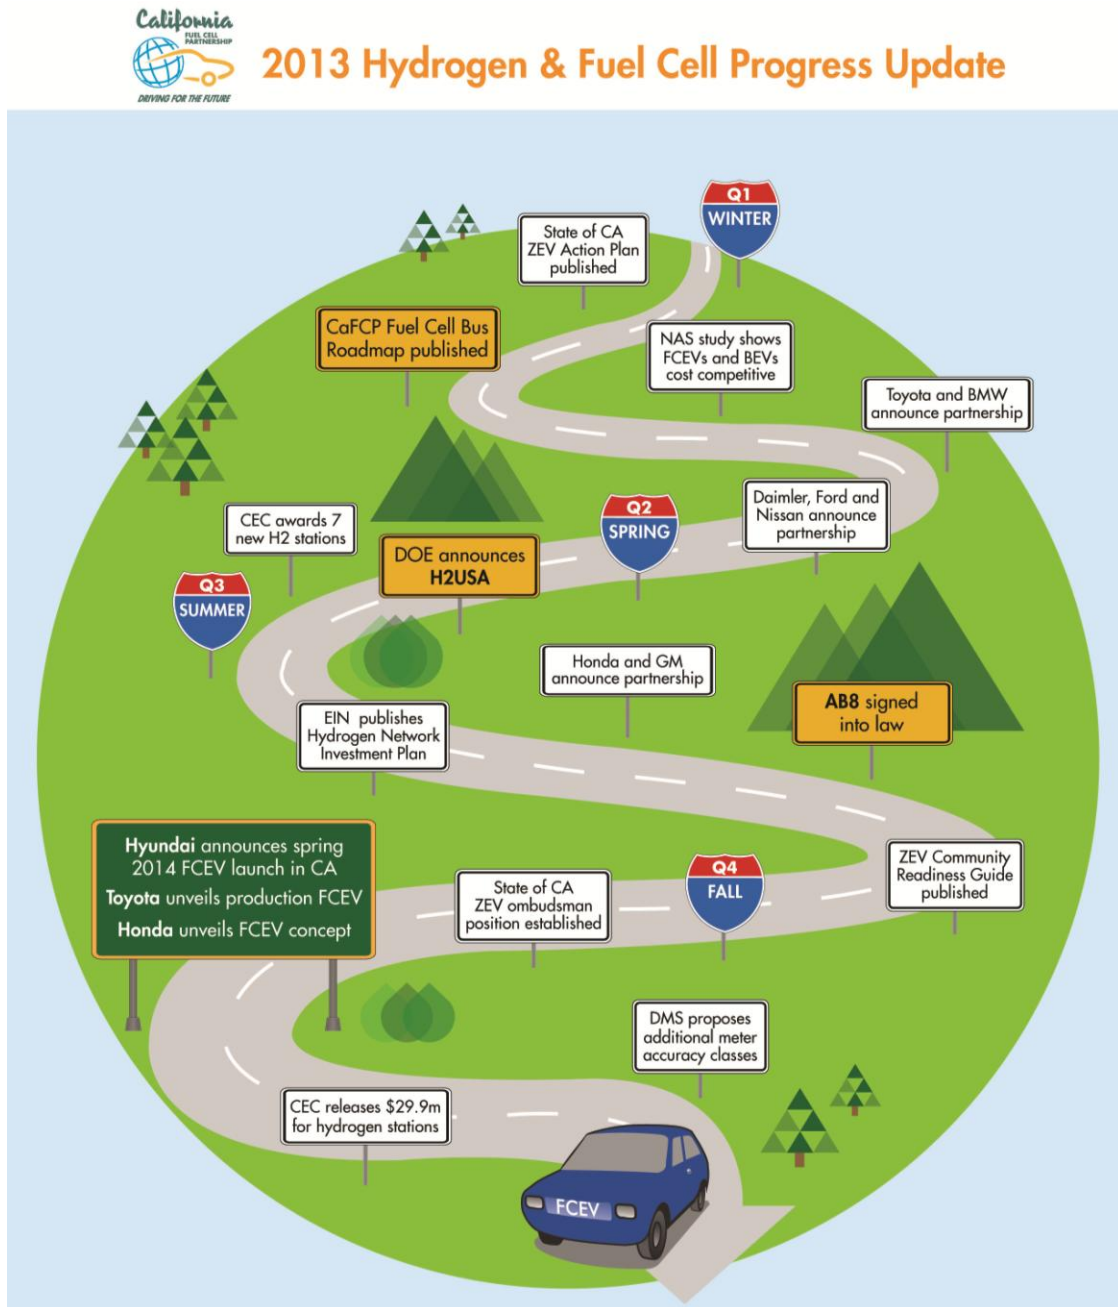 California
FUEL CELL
PARTNERSHIP
DRIVING FOR THE FUTURE
2013 Hydrogen & Fuel Cell Progress Update
Q1
WINTER
State of CA
ZEV Action Plan
published
CaFCP Fuel Cell Bus
Roadmap published
NAS study shows
FCEVs and BEVs
cost competitive
Toyota and BMW
announce partnership
Daimler, Ford and
Nissan announce
partnership
Q2
SPRING
CEC awards 7
new H2 stations
DOE announces
H2USA
Q3
SUMMER
Honda and GM
announce partnership
EIN publishes
Hydrogen Network
Investment Plan
AB8 signed
into law
ZEV Community
Readiness Guide
published
Q4
FALL
State of CA
ZEV ombudsman
position established
Hyundai announces spring
2014 FCEV launch in CA
Toyota unveils production FCEV
Honda unveils FCEV concept
DMS proposes
additional meter
accuracy classes
CEC releases $29.9m
for hydrogen stations
FCEV